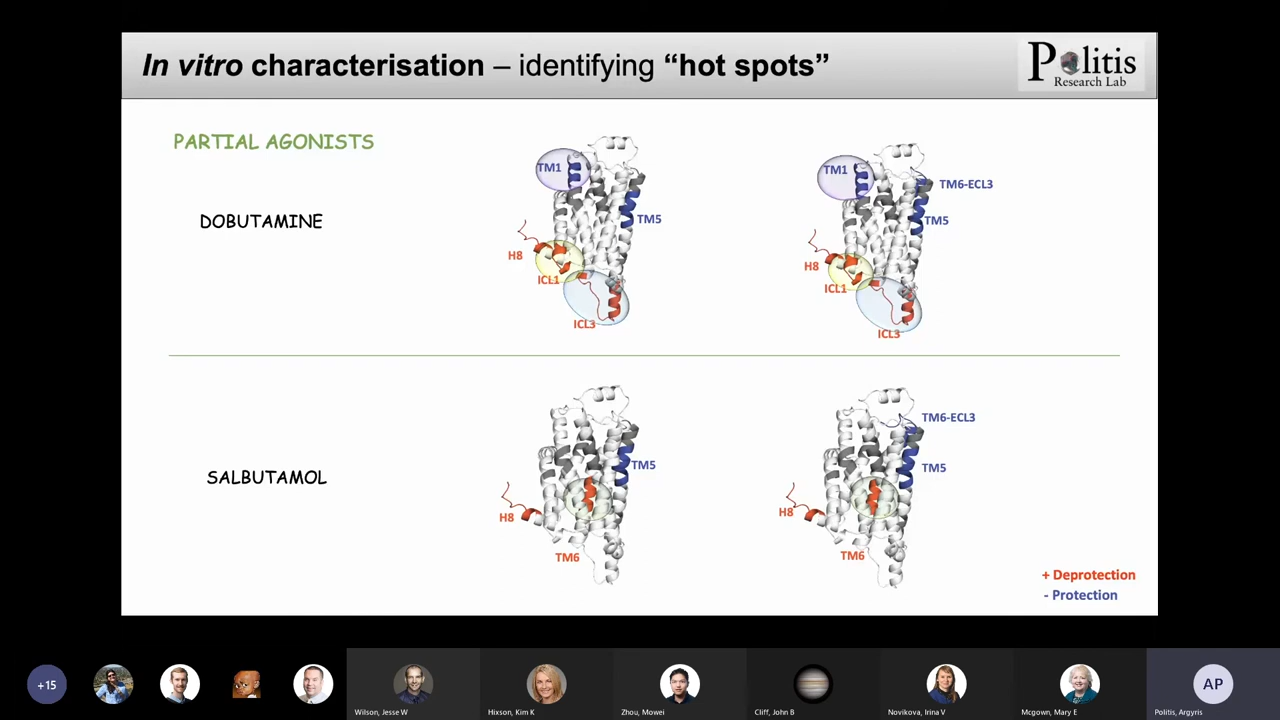 In vitro characterisation – identifying “hot spots”
Politis
Research Lab
PARTIAL AGONISTS
DOBUTAMINE
TM1
TM5
H8
ICL1
ICL3
TM1
TM6-ECL3
TM5
H8
ICL1
ICL3
SALBUTAMOL
TM5
H8
TM6
TM6-ECL3
TM5
H8
TM6
+ Deprotection
- Protection
+15
Wilson, Jesse W
Hixson, Kim K
Zhou, Mowei
Cliff, John B
Novikova, Irina V
Mcgown, Mary E
AP
Politis, Argyris